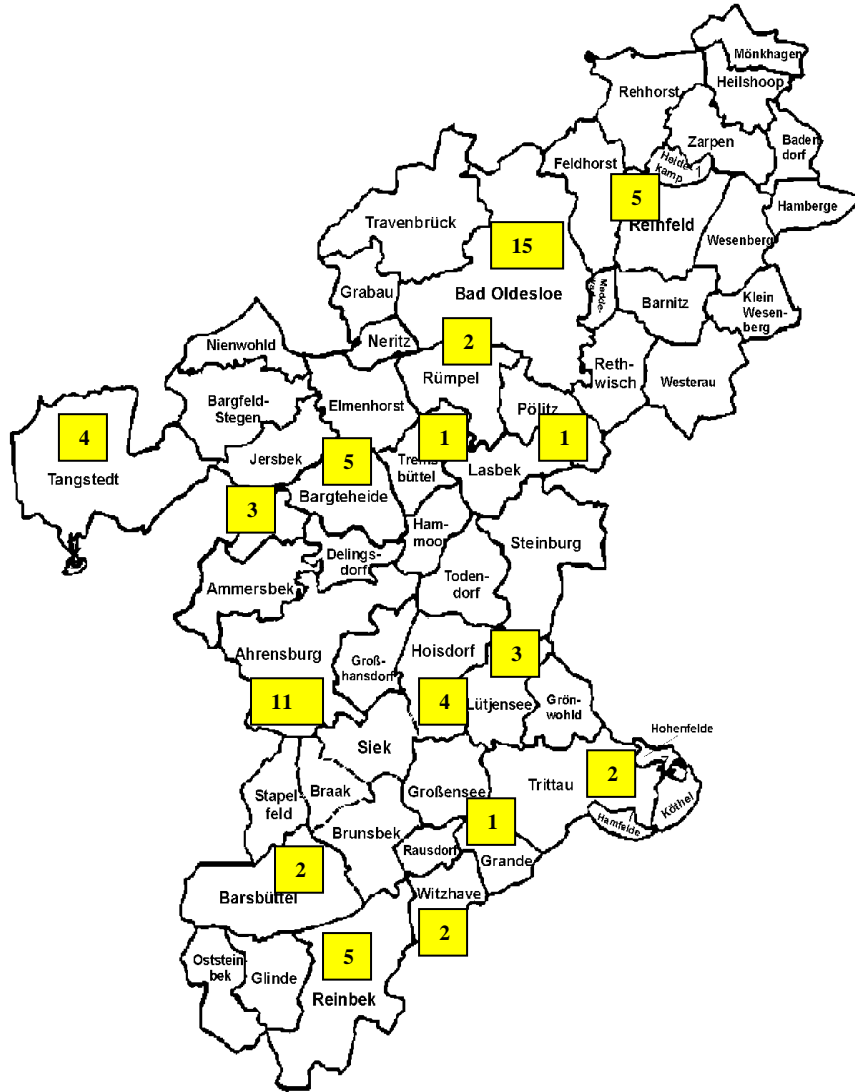 Mönkhagen
Heilshoop
Rehhorst
Zarpen
Baden
dorf
Feldhorst
Heide
kamp
Hamberge
5
Travenbrück
15
Reinfeld
Wesenberg
Grabau
Bad Oldesloe
Barnitz
Klein
Wesen-
berg
Nienwohld
Neritz
2
Rümpel
Reth-
wisch
Westerau
Bargfeld-
Stegen
Elmenhorst
Pölitz
4
1
1
Tangstedt
Jersbek
5
Trems
büttel
Lasbek
Bargteheide
3
Ham-
moor
Steinburg
Delings-
dorf
Ammersbek
Toden-
dorf
Ahrensburg
Groß-
hansdorf
Hoisdorf
3
11
4
Lütjensee
Grön-
wohld
Siek
Hohenfelde
Stapel-
feld
Braak
Großensee
Trittau
2
Köthel
Hamfelde
Brunsbek
1
Rausdorf
Grande
2
Barsbüttel
Witzhave
2
Oststein
bek
Glinde
5
Reinbek